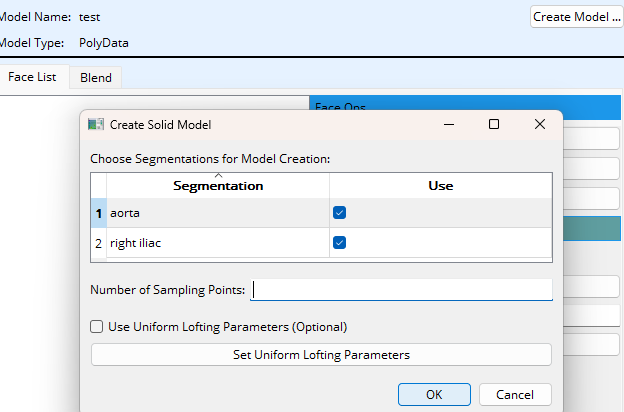 Model Name: test
Create Model ...
Model Type: PolyData
Face List
Blend
Face Ops
Create Solid Model
Choose Segmentations for Model Creation:
Segmentation Use
1 aorta
2 right iliac
Number of Sampling Points:
Use Uniform Lofting Parameters (Optional)
Set Uniform Lofting Parameters
OK
Cancel